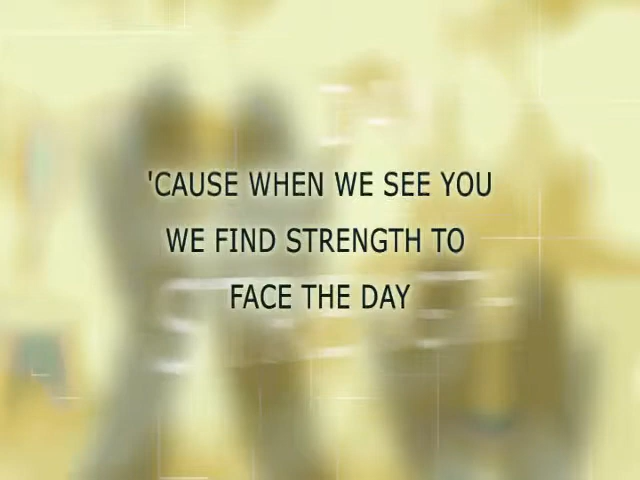 'CAUSE WHEN WE SEE YOU
WE FIND STRENGTH TO
FACE THE DAY